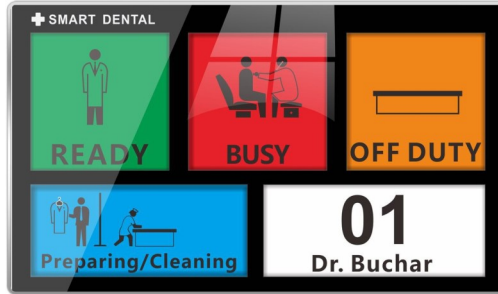 SMART DENTAL
READY
BUSY
OFF DUTY
Preparing/Cleaning
01
Dr. Buchar